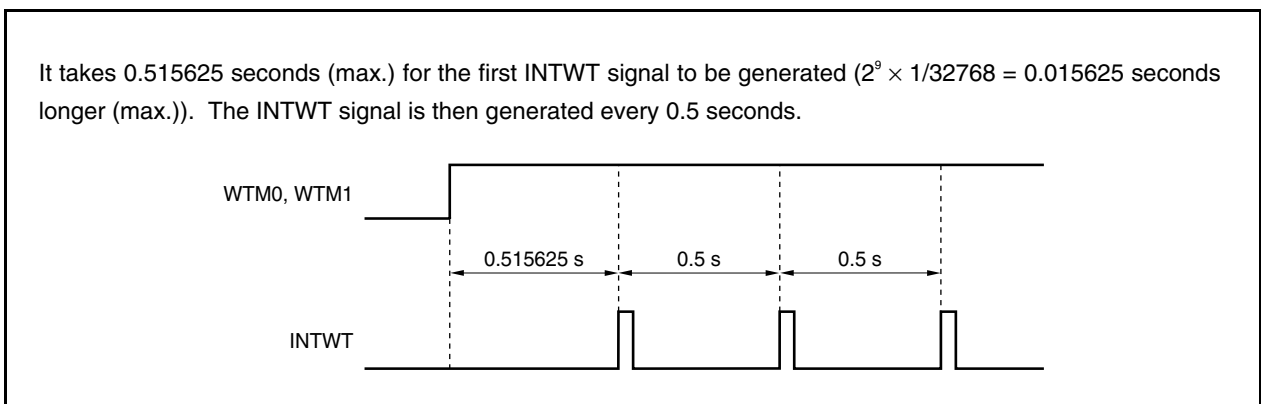 It takes 0.515625 seconds (max.) for the first INTWT signal to be generated (2⁹ × 1/32768 = 0.015625 seconds
longer (max.)).  The INTWT signal is then generated every 0.5 seconds.
WTM0, WTM1
0.515625 s
0.5 s
0.5 s
INTWT